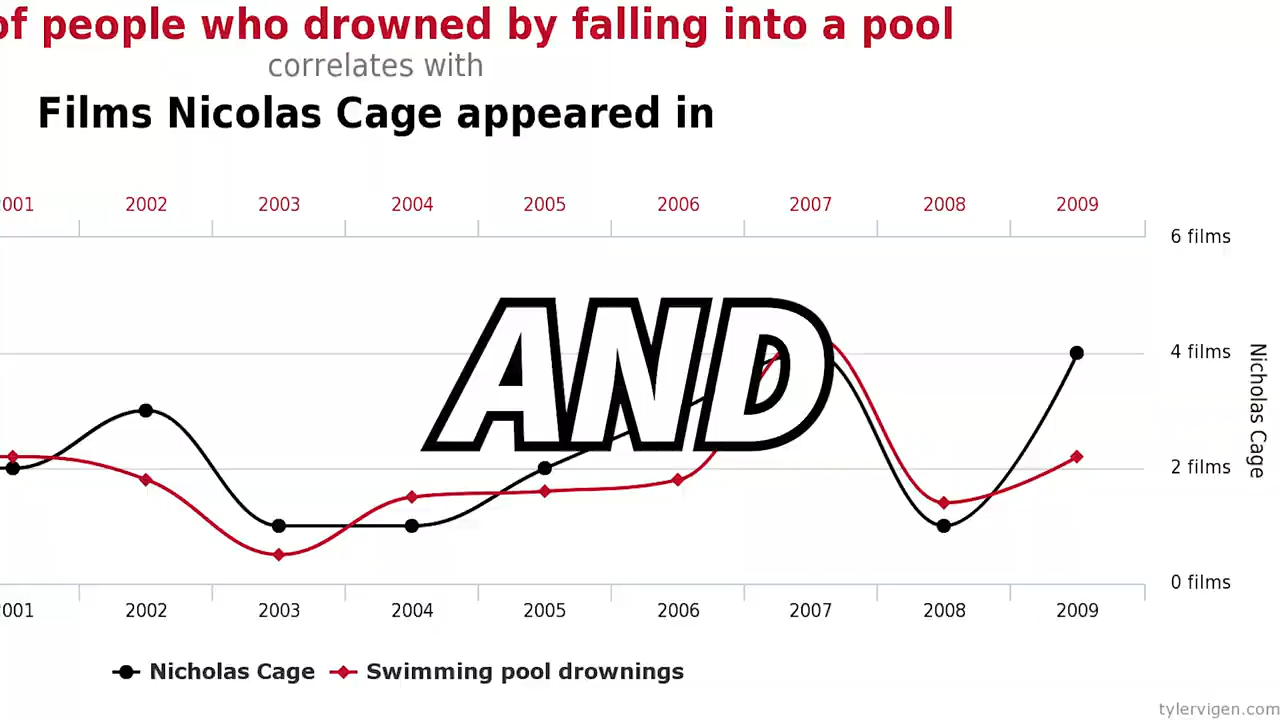 of people who drowned by falling into a pool
correlates with
Films Nicolas Cage appeared in
001 2002 2003 2004 2005 2006 2007 2008 2009
6 films
AND
4 films
Nicholas Cage
2 films
0 films
001 2002 2003 2004 2005 2006 2007 2008 2009
Nicholas Cage Swimming pool drownings
tylervigen.com